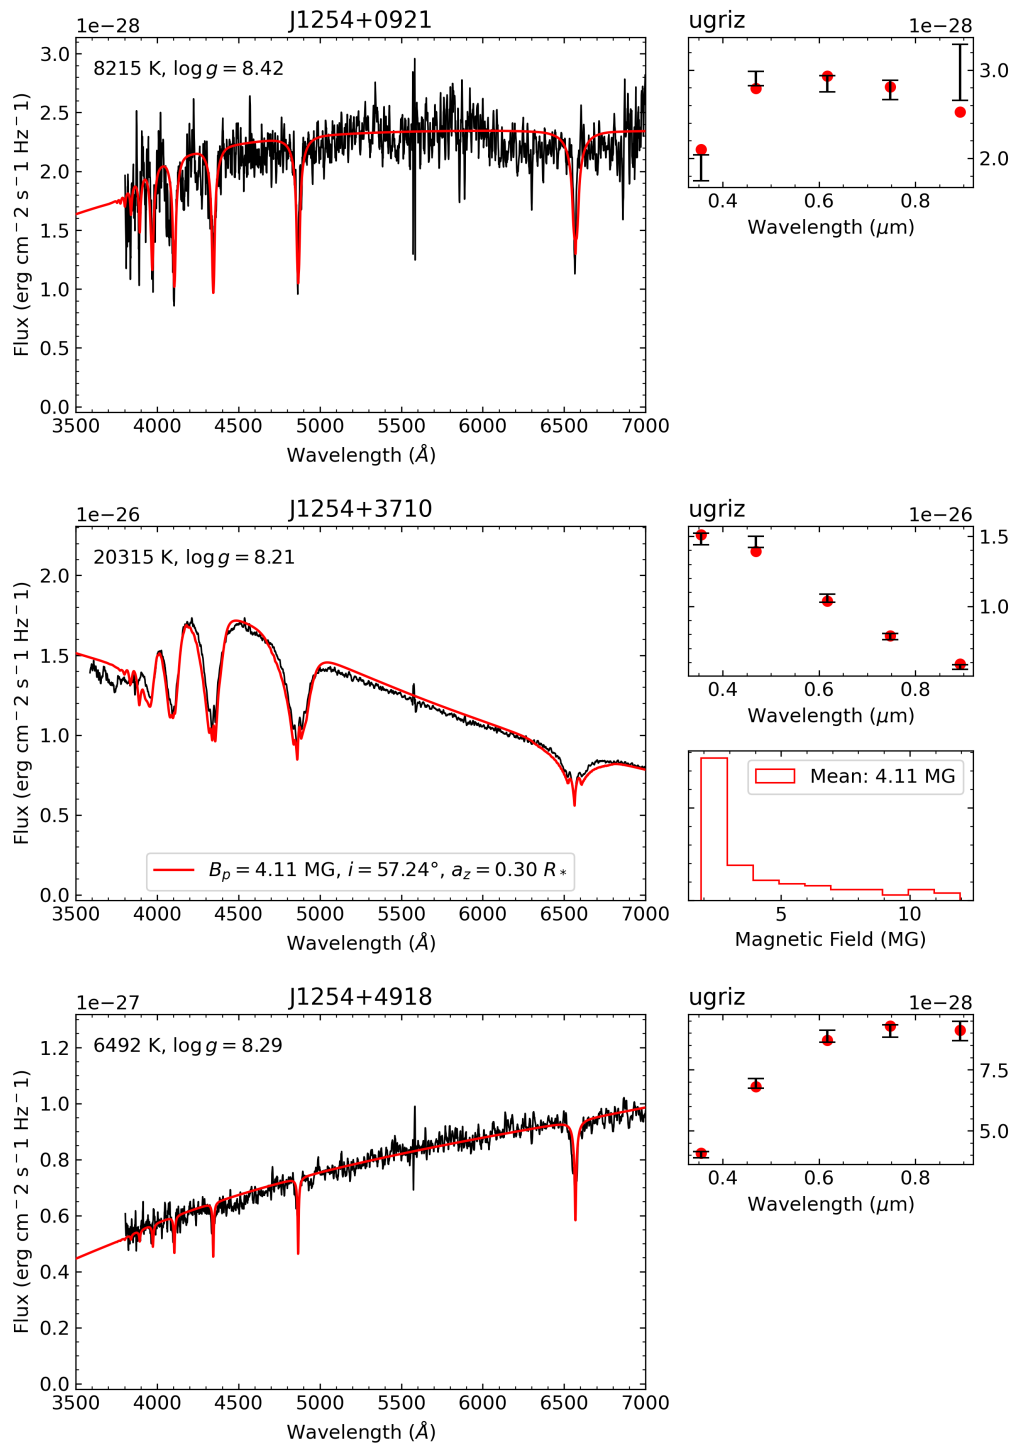 J1254+0921
1e−28
8215 K, log g = 8.42
3.0
2.5
2.0
1.5
1.0
0.5
0.0
Flux (erg cm−2 s−1 Hz−1)
3500 4000 4500 5000 5500 6000 6500 7000
Wavelength (Å)
ugriz
1e−28
3.0
2.0
0.4 0.6 0.8
Wavelength (μm)
J1254+3710
1e−26
20315 K, log g = 8.21
2.0
1.5
1.0
0.5
0.0
Flux (erg cm−2 s−1 Hz−1)
B_p = 4.11 MG, i = 57.24°, a_z = 0.30 R_*
3500 4000 4500 5000 5500 6000 6500 7000
Wavelength (Å)
ugriz
1e−26
1.5
1.0
0.4 0.6 0.8
Wavelength (μm)
Mean: 4.11 MG
5 10
Magnetic Field (MG)
J1254+4918
1e−27
6492 K, log g = 8.29
1.2
1.0
0.8
0.6
0.4
0.2
0.0
Flux (erg cm−2 s−1 Hz−1)
3500 4000 4500 5000 5500 6000 6500 7000
Wavelength (Å)
ugriz
1e−28
7.5
5.0
0.4 0.6 0.8
Wavelength (μm)